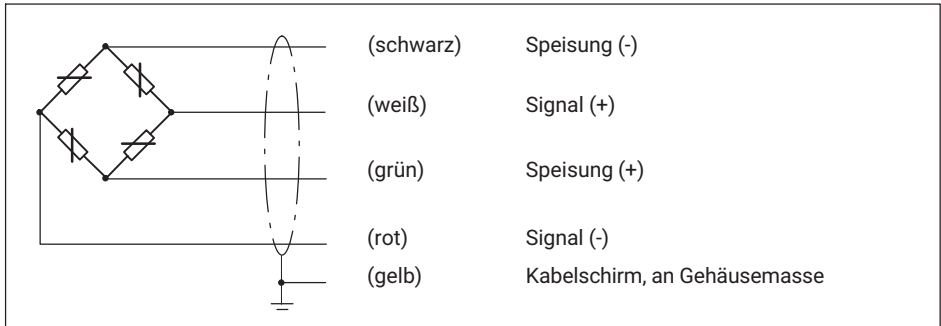 (schwarz) Speisung (-)
(weiß) Signal (+)
(grün) Speisung (+)
(rot) Signal (-)
(gelb) Kabelschirm, an Gehäusemasse